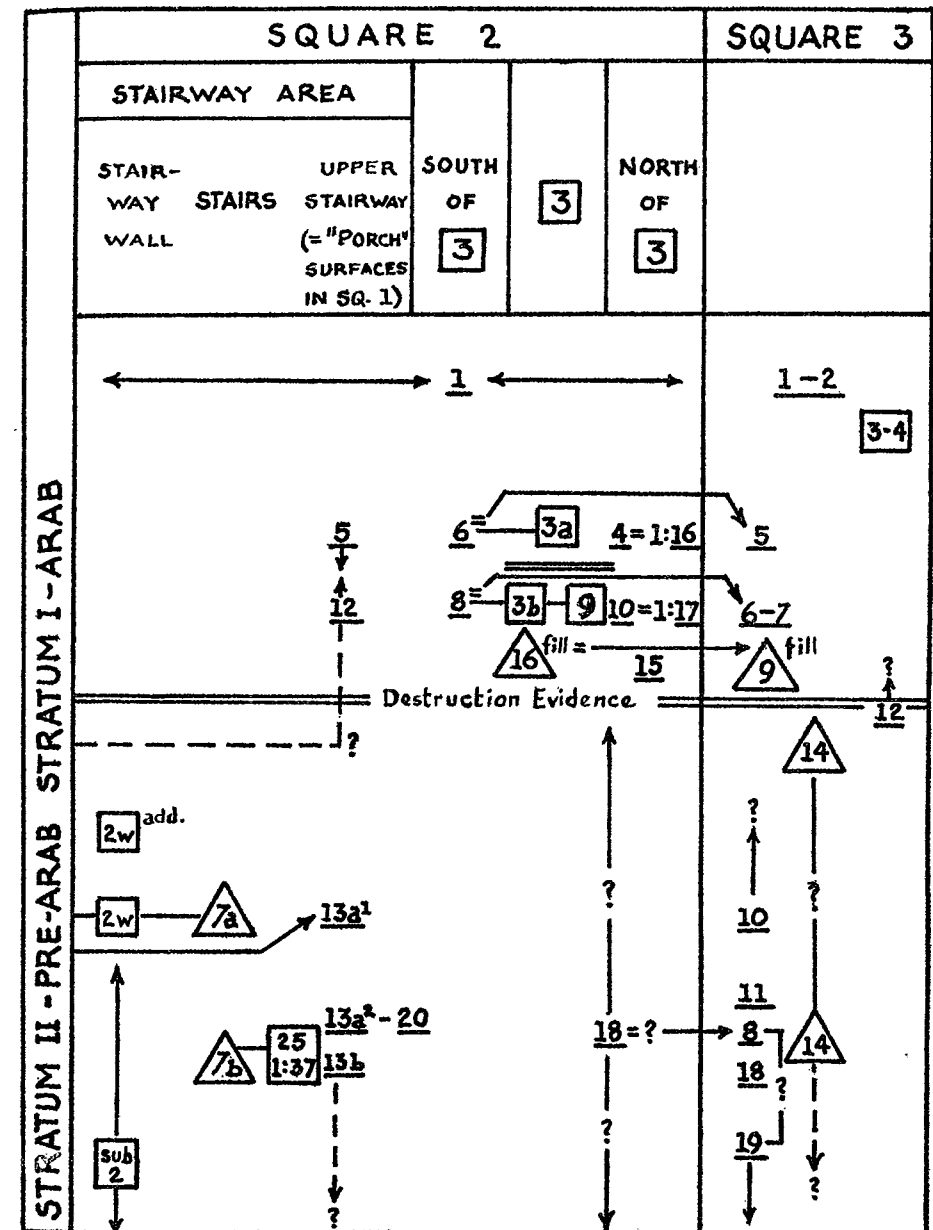 SQUARE 2
SQUARE 3
STAIRWAY AREA
STAIR-
WAY
WALL
STAIRS
UPPER
STAIRWAY
(= "PORCH"
SURFACES
IN SQ. 1)
SOUTH
OF
3
3
NORTH
OF
3
STRATUM I - ARAB
1
1-2
3-4
5
6=
3a
4=1:16
5
12
8=
3b
9
10=1:17
6-7
16
fill=
15
9
fill
?
Destruction Evidence
12
?
14
2w
add.
?
?
?
2w
7a
13a¹
10
STRATUM II - PRE-ARAB
11
13a²-20
18=?
8
14
7b
25
1:37
13b
18
?
sub
2
?
19
?
?